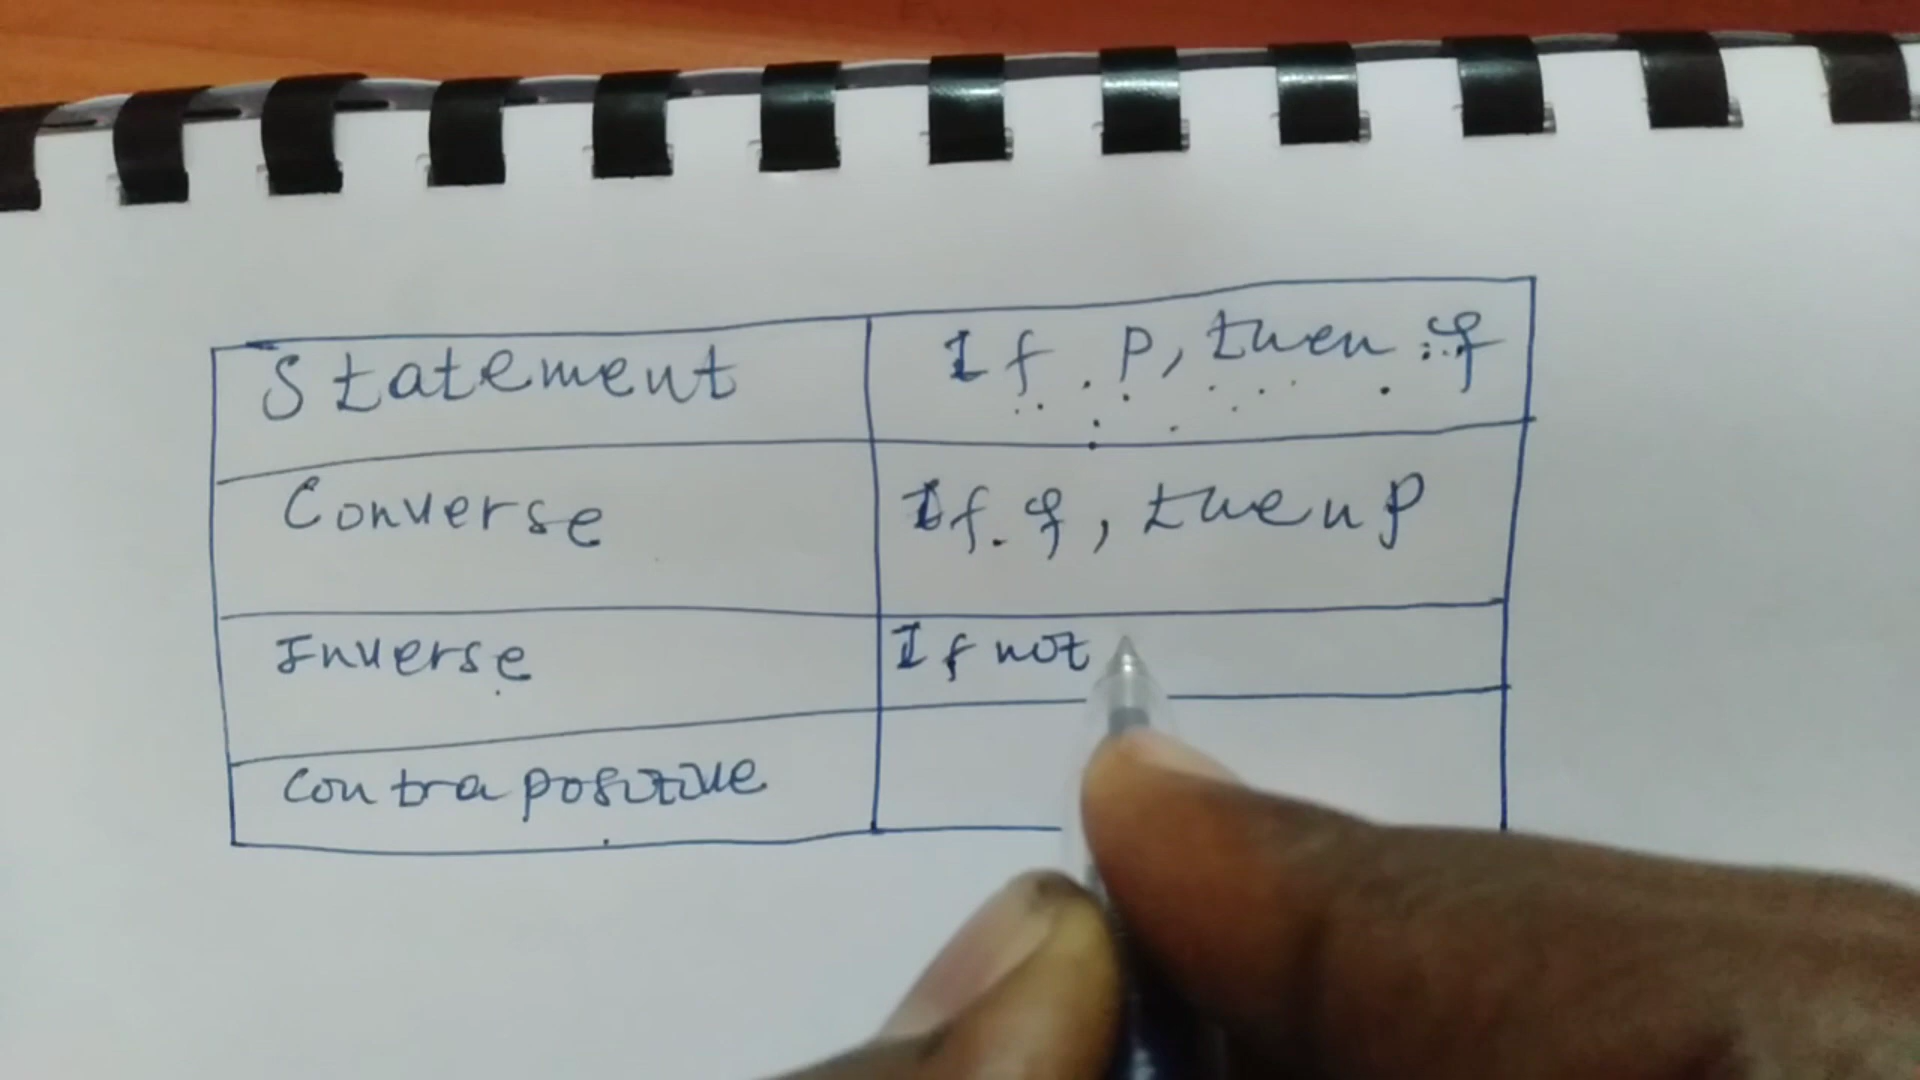 Statement If p, then q
Converse If q, then p
Inverse If not
Contrapositive